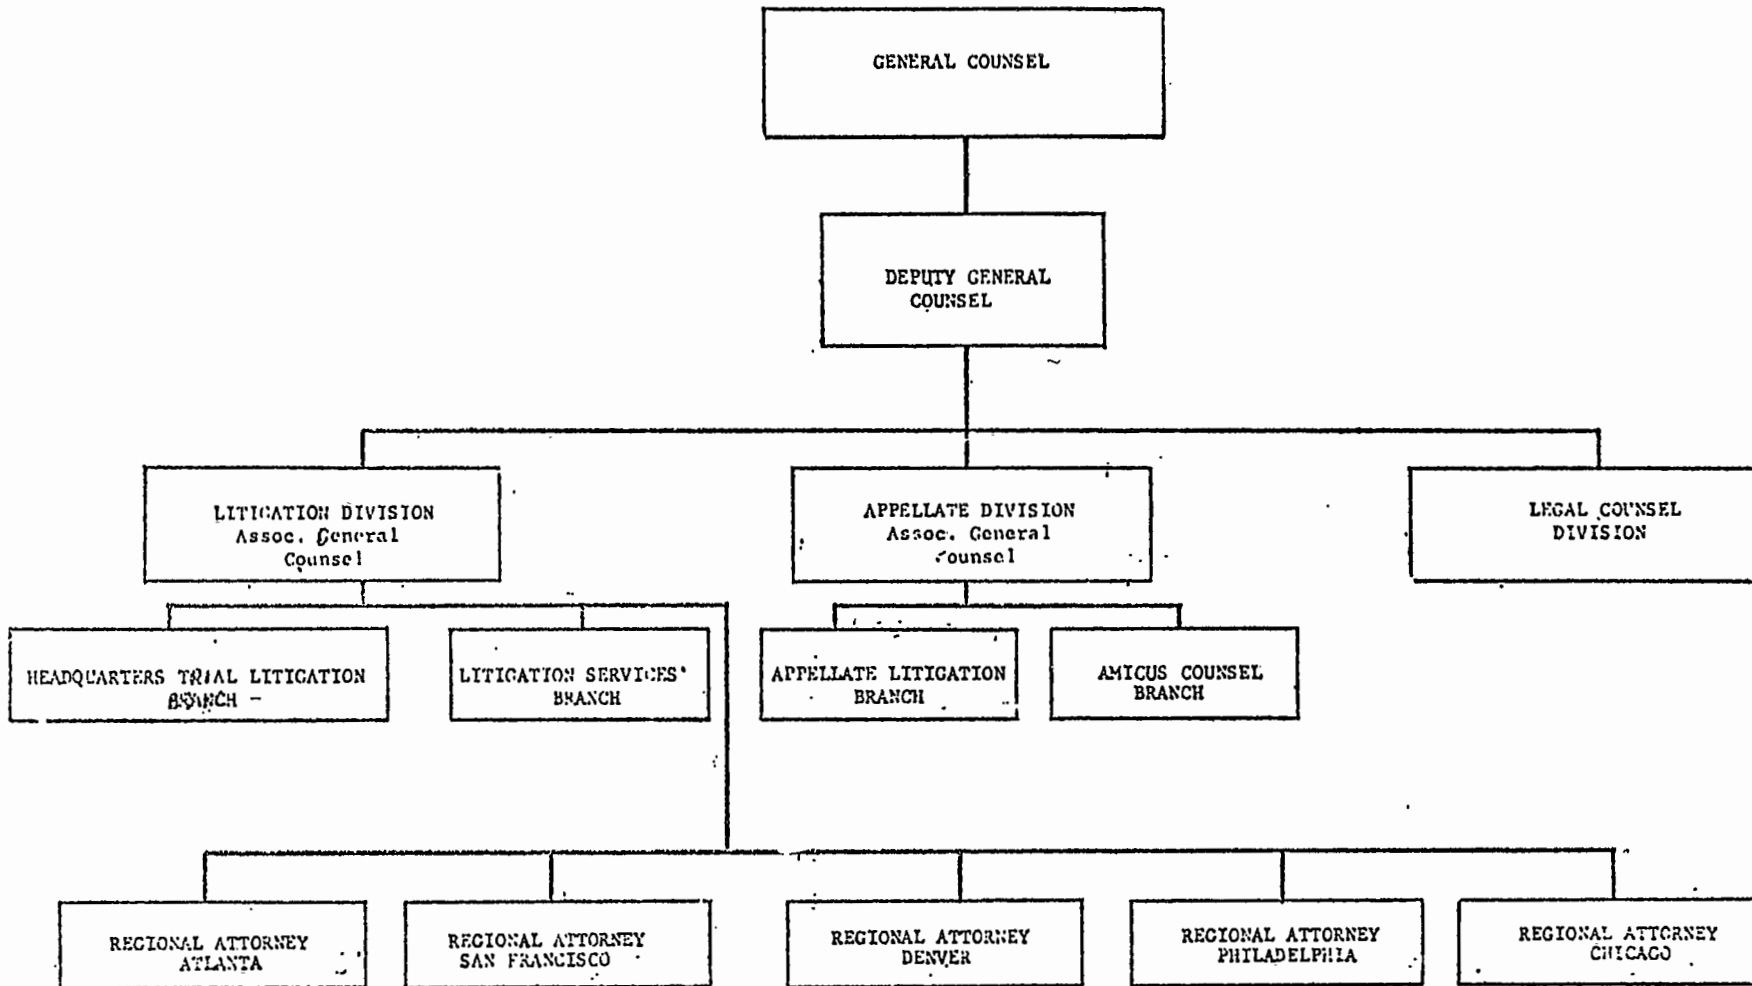 GENERAL COUNSEL
DEPUTY GENERAL
COUNSEL
LITIGATION DIVISION
Assoc. General
Counsel
APPELLATE DIVISION
Assoc. General
Counsel
LEGAL COUNSEL
DIVISION
HEADQUARTERS TRIAL LITIGATION
BRANCH -
LITIGATION SERVICES
BRANCH
APPELLATE LITIGATION
BRANCH
AMICUS COUNSEL
BRANCH
REGIONAL ATTORNEY
ATLANTA
REGIONAL ATTORNEY
SAN FRANCISCO
REGIONAL ATTORNEY
DENVER
REGIONAL ATTORNEY
PHILADELPHIA
REGIONAL ATTORNEY
CHICAGO